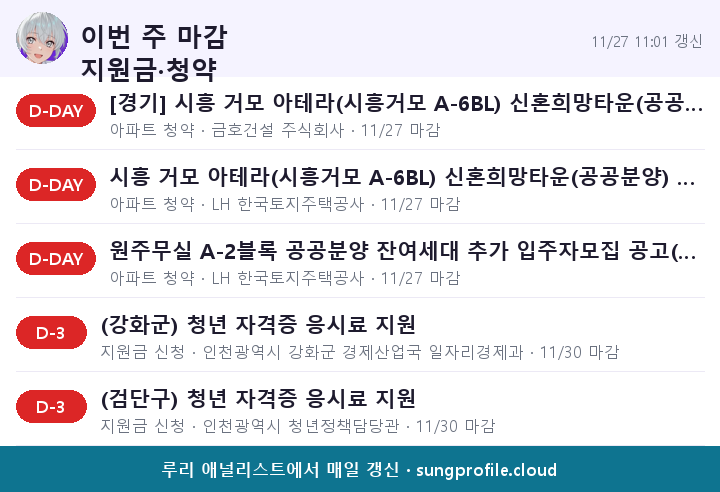 이번 주 마감
지원금·청약
11/27 11:01 갱신
D-DAY
[경기] 시흥 거모 아테라(시흥거모 A-6BL) 신혼희망타운(공공...
아파트 청약 · 금호건설 주식회사 · 11/27 마감
D-DAY
시흥 거모 아테라(시흥거모 A-6BL) 신혼희망타운(공공분양) ...
아파트 청약 · LH 한국토지주택공사 · 11/27 마감
D-DAY
원주무실 A-2블록 공공분양 잔여세대 추가 입주자모집 공고(...
아파트 청약 · LH 한국토지주택공사 · 11/27 마감
D-3
(강화군) 청년 자격증 응시료 지원
지원금 신청 · 인천광역시 강화군 경제산업국 일자리경제과 · 11/30 마감
D-3
(검단구) 청년 자격증 응시료 지원
지원금 신청 · 인천광역시 청년정책담당관 · 11/30 마감
루리 애널리스트에서 매일 갱신 · sungprofile.cloud